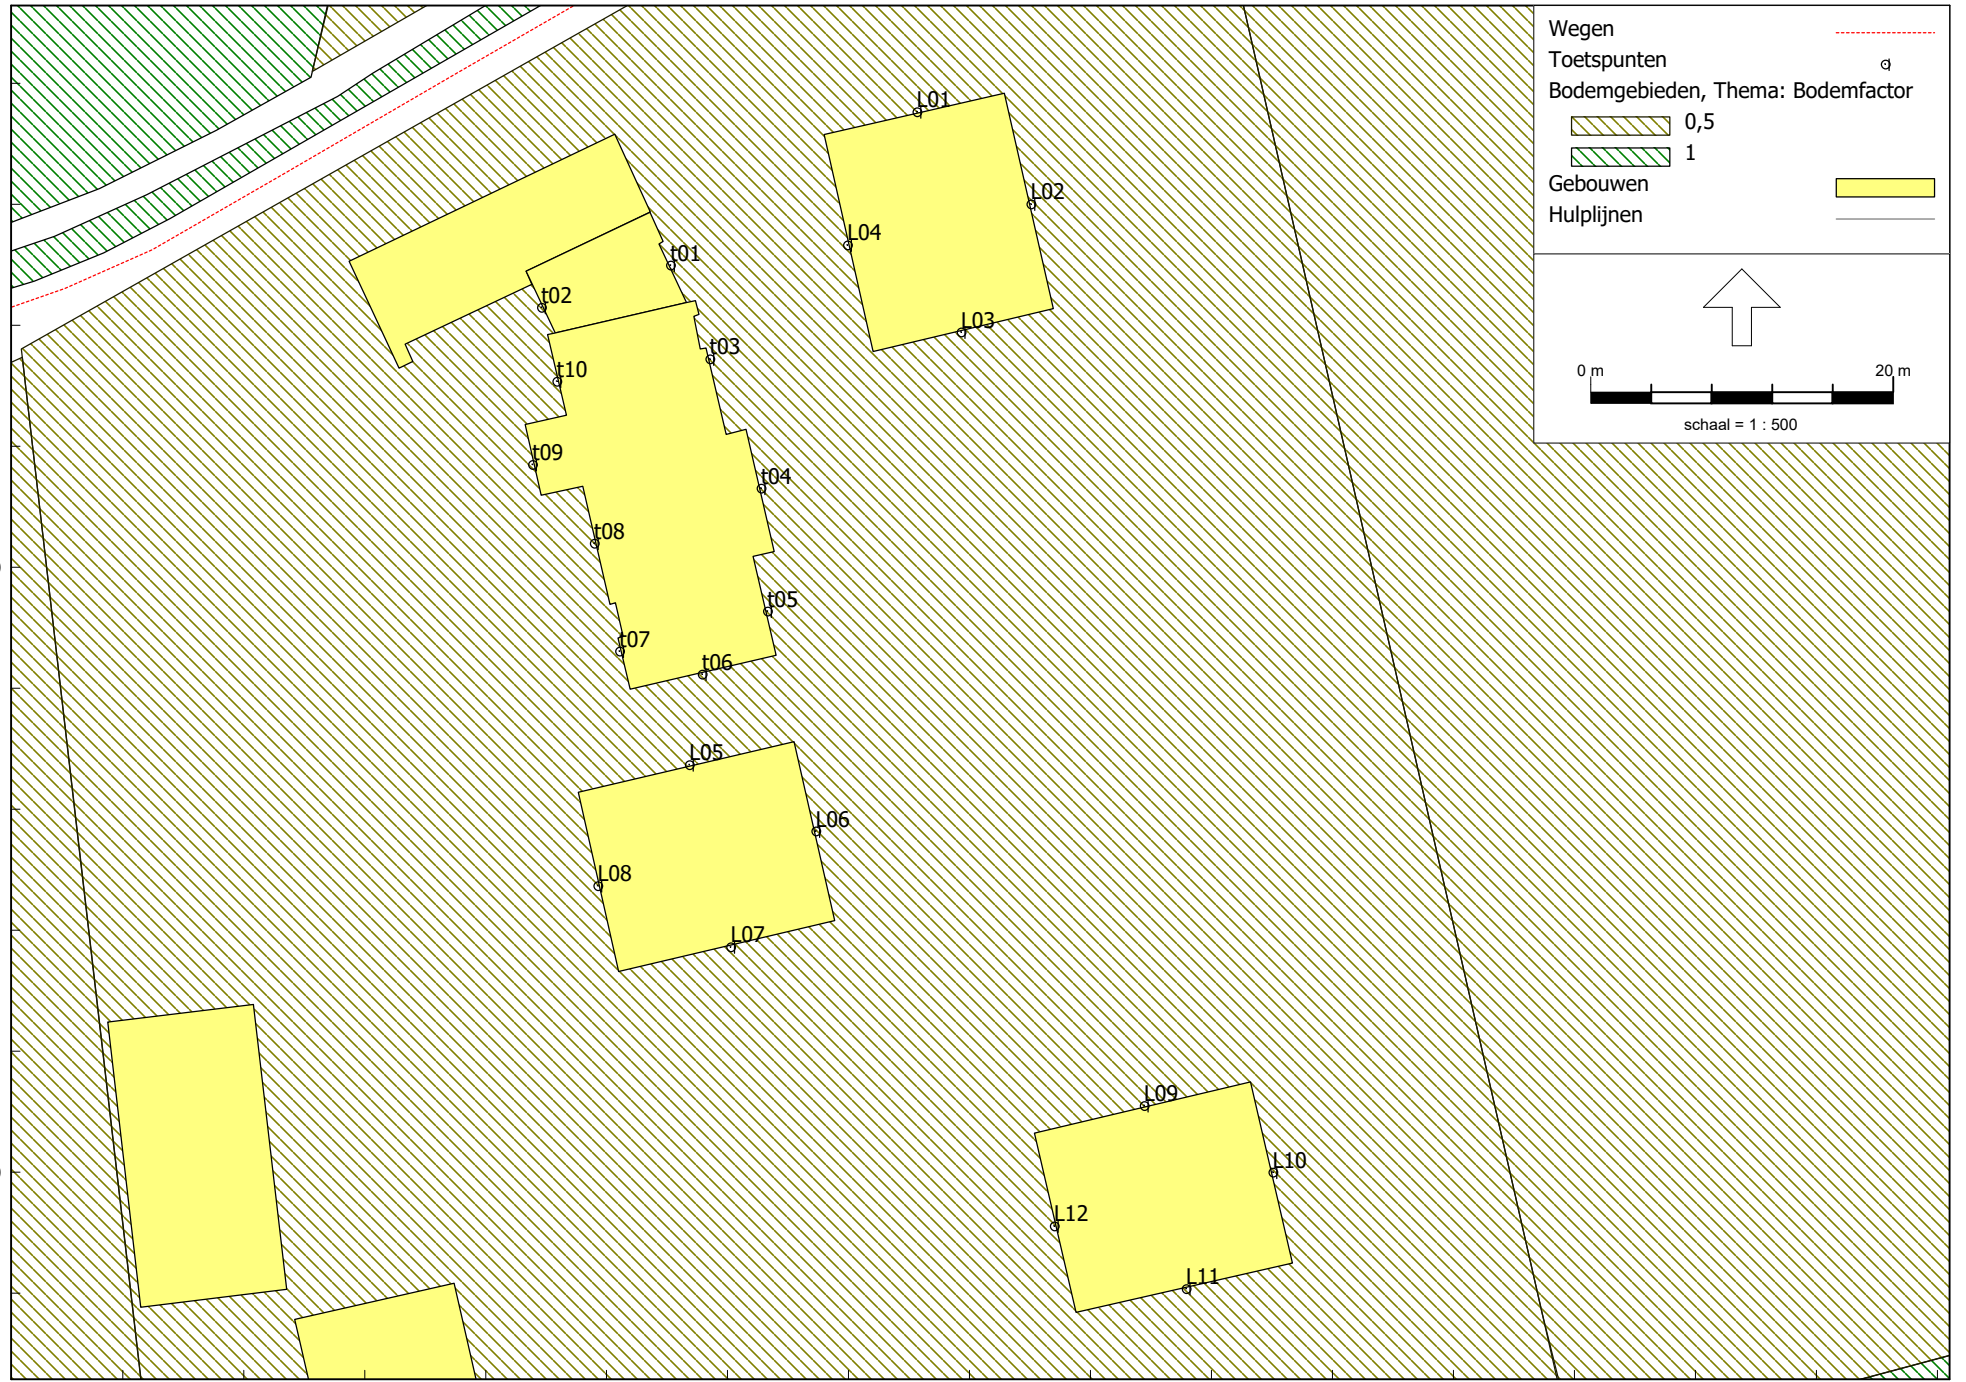 Wegen
Toetspunten
Bodemgebieden, Thema: Bodemfactor
0,5
1
Gebouwen
Hulplijnen
0 m 20 m
schaal = 1 : 500
L01
L02
L04
L03
t01
t02
t03
t10
t09
t04
t08
t05
t07
t06
L05
L06
L08
L07
L09
L10
L12
L11